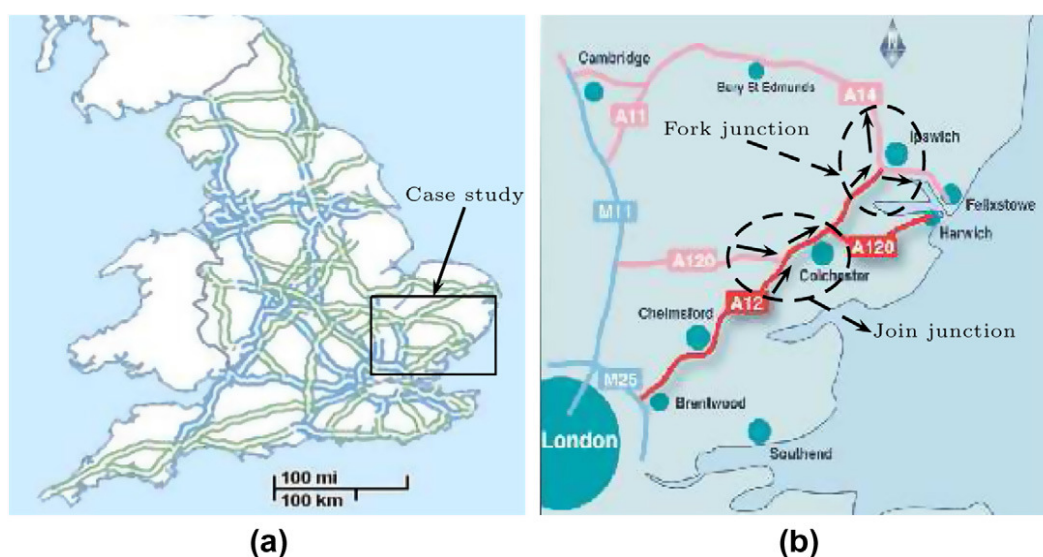 Case study
100 mi
100 km
(a)
Cambridge
Bury St Edmunds
A14
A11
Fork junction
Ipswich
M11
Felixstowe
Harwich
A120
A120
Colchester
A12
Chelmsford
Join junction
M25
Brentwood
London
Southend
(b)